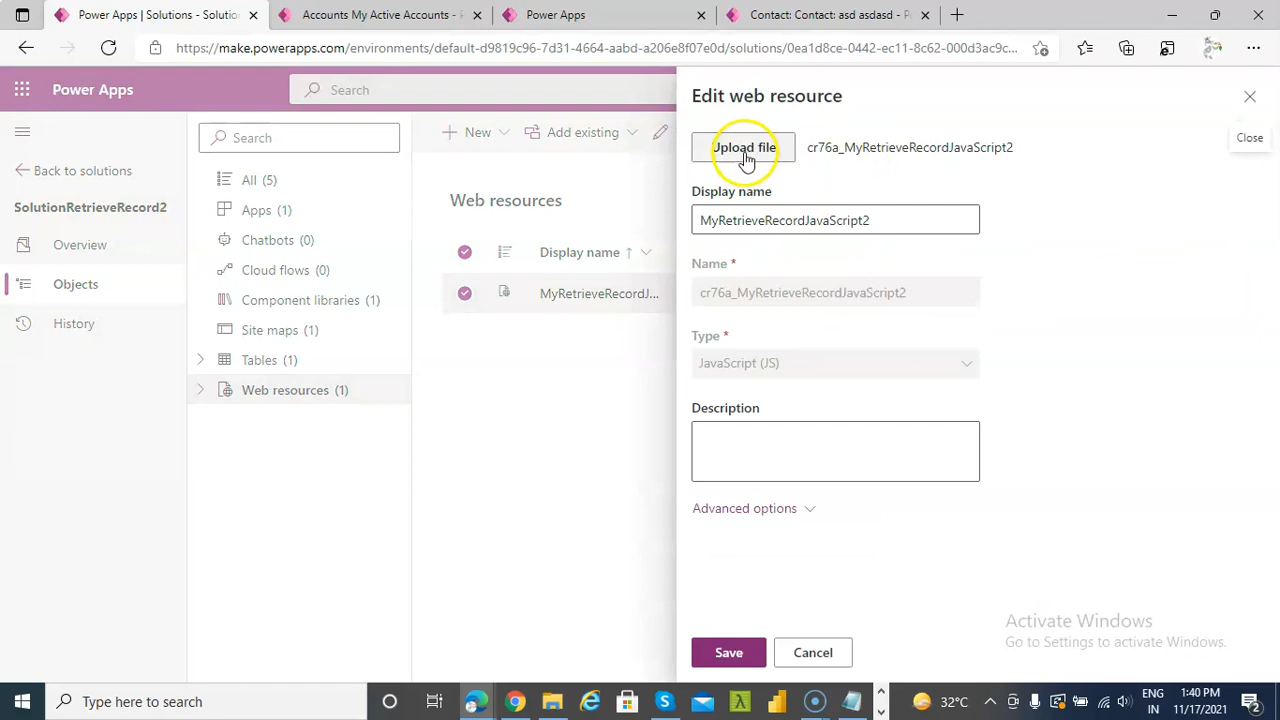 Power Apps | Solutions - Solutio
Accounts My Active Accounts -
Power Apps
Contact: Contact: asd asdasd - P
https://make.powerapps.com/environments/default-d9819c96-7d31-4664-aabd-a206e8f07e0d/solutions/0ea1d8ce-0442-ec11-8c62-000d3ac9c...
Power Apps
Search
Edit web resource
Close
Upload file
cr76a_MyRetrieveRecordJavaScript2
Search
New
Add existing
Back to solutions
SolutionRetrieveRecord2
Overview
Objects
History
All (5)
Apps (1)
Chatbots (0)
Cloud flows (0)
Component libraries (1)
Site maps (1)
Tables (1)
Web resources (1)
Web resources
Display name ↑
MyRetrieveRecordJ...
Display name
MyRetrieveRecordJavaScript2
Name *
cr76a_MyRetrieveRecordJavaScript2
Type *
JavaScript (JS)
Description
Advanced options
Save
Cancel
Activate Windows
Go to Settings to activate Windows.
Type here to search
32°C
ENG
IN
1:40 PM
11/17/2021
2